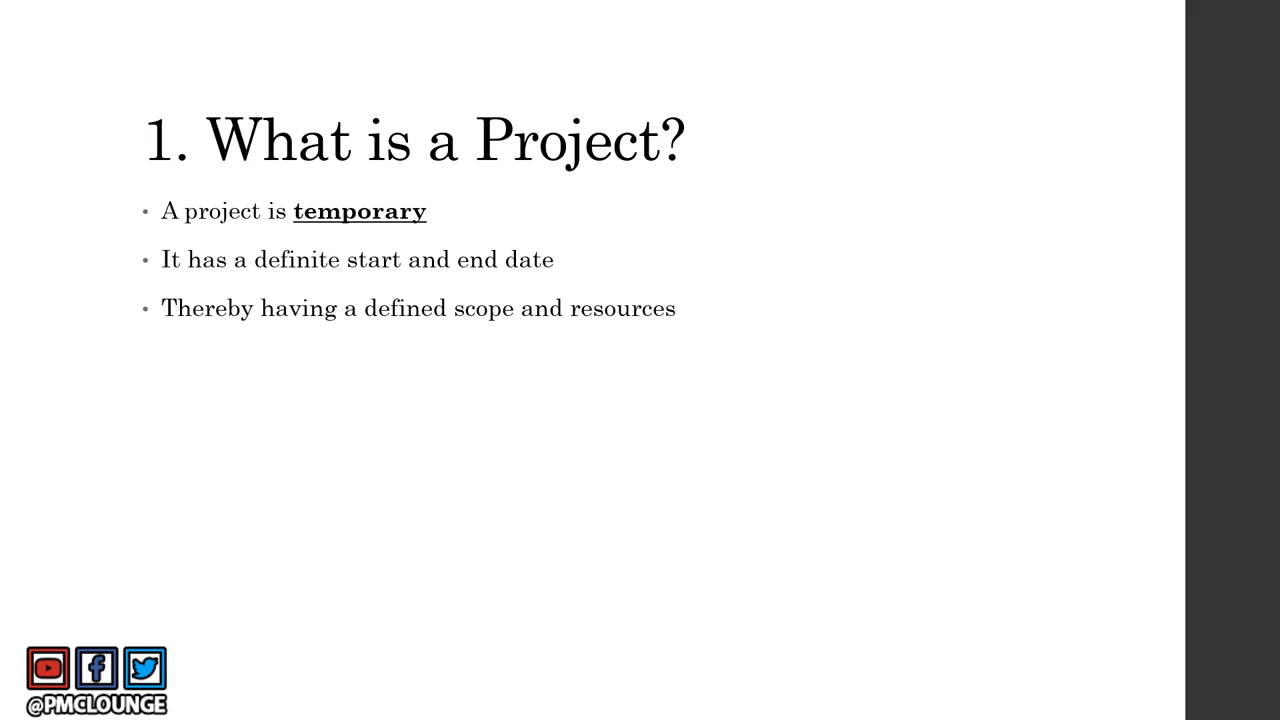 1. What is a Project?
• A project is temporary
• It has a definite start and end date
• Thereby having a defined scope and resources
@PMCLOUNGE